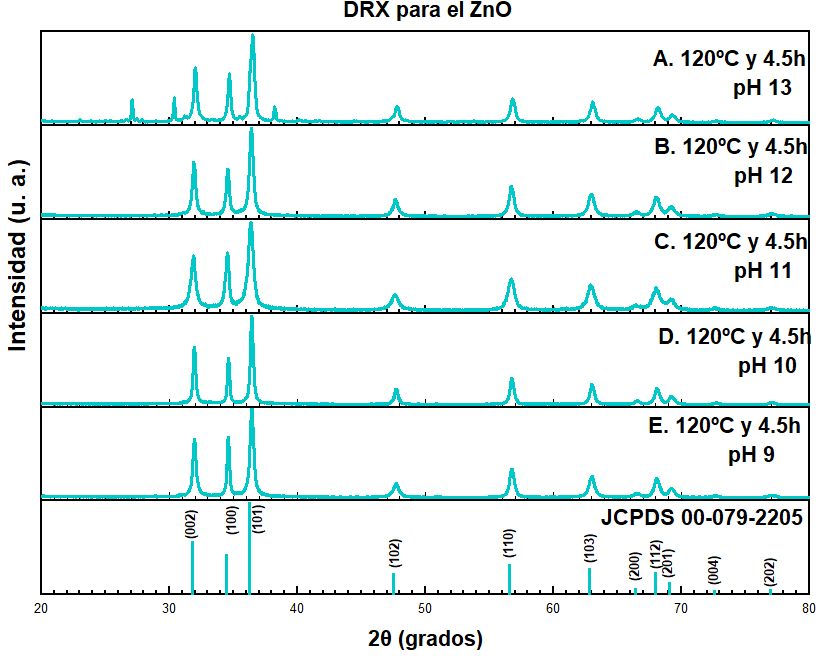 DRX para el ZnO
A. 120ºC y 4.5h
pH 13
B. 120ºC y 4.5h
pH 12
C. 120ºC y 4.5h
pH 11
D. 120ºC y 4.5h
pH 10
E. 120ºC y 4.5h
pH 9
JCPDS 00-079-2205
(002)
(100)
(101)
(102)
(110)
(103)
(200)
(112)
(201)
(004)
(202)
20 30 40 50 60 70 80
2θ (grados)
Intensidad (u. a.)